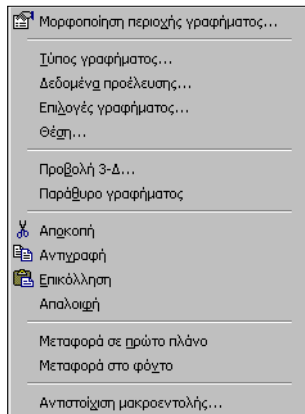 Μορφοποίηση περιοχής γραφήματος...
Τύπος γραφήματος...
Δεδομένα προέλευσης...
Επιλογές γραφήματος...
Θέση...
Προβολή 3-Δ...
Παράθυρο γραφήματος
Αποκοπή
Αντιγραφή
Επικόλληση
Απαλοιφή
Μεταφορά σε πρώτο πλάνο
Μεταφορά στο φόντο
Αντιστοίχιση μακροεντολής...